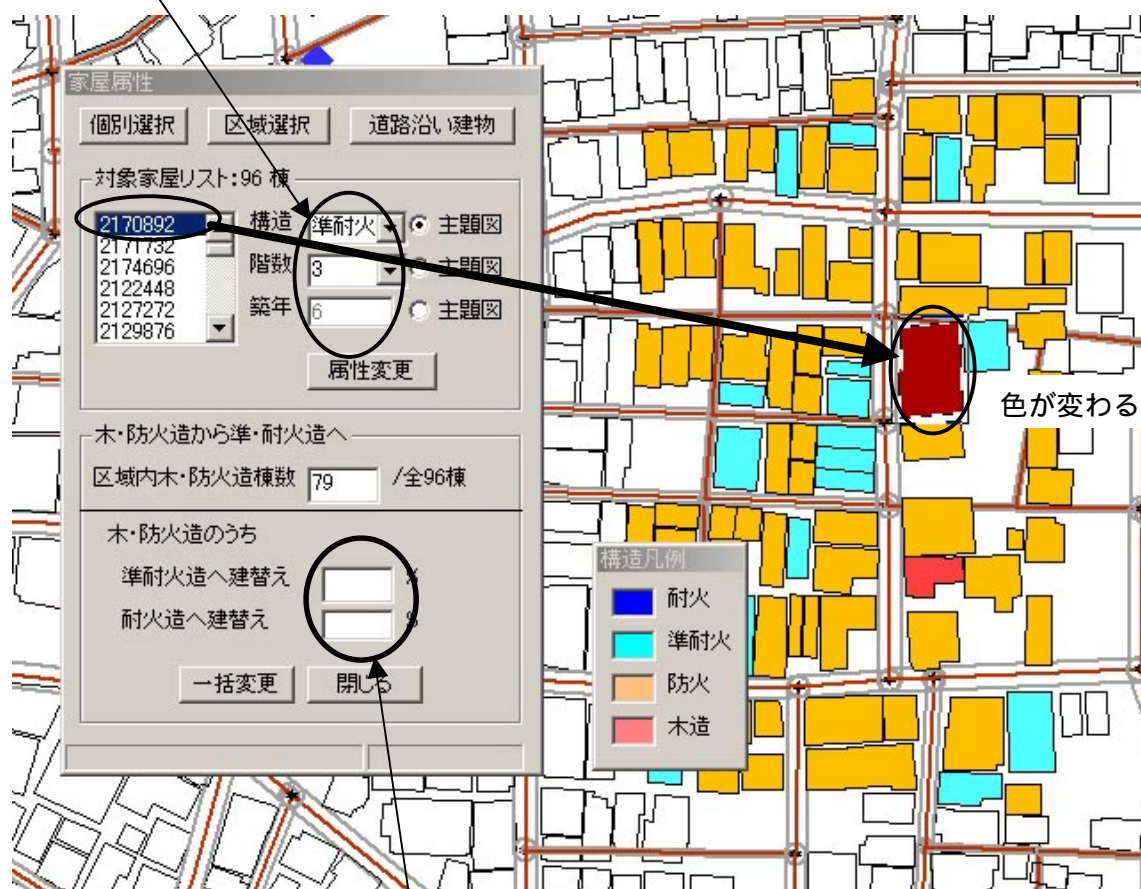 家屋属性
個別選択 区域選択 道路沿い建物
対象家屋リスト:96 棟
2170892
2171732
2174696
2122448
2127272
2129876
構造 準耐火 主題図
階数 3 主題図
築年 6 主題図
属性変更
色が変わる
木・防火造から準・耐火造へ
区域内木・防火造棟数 79 /全96棟
木・防火造のうち
準耐火造へ建替え %
耐火造へ建替え %
一括変更 閉じる
構造凡例
耐火
準耐火
防火
木造